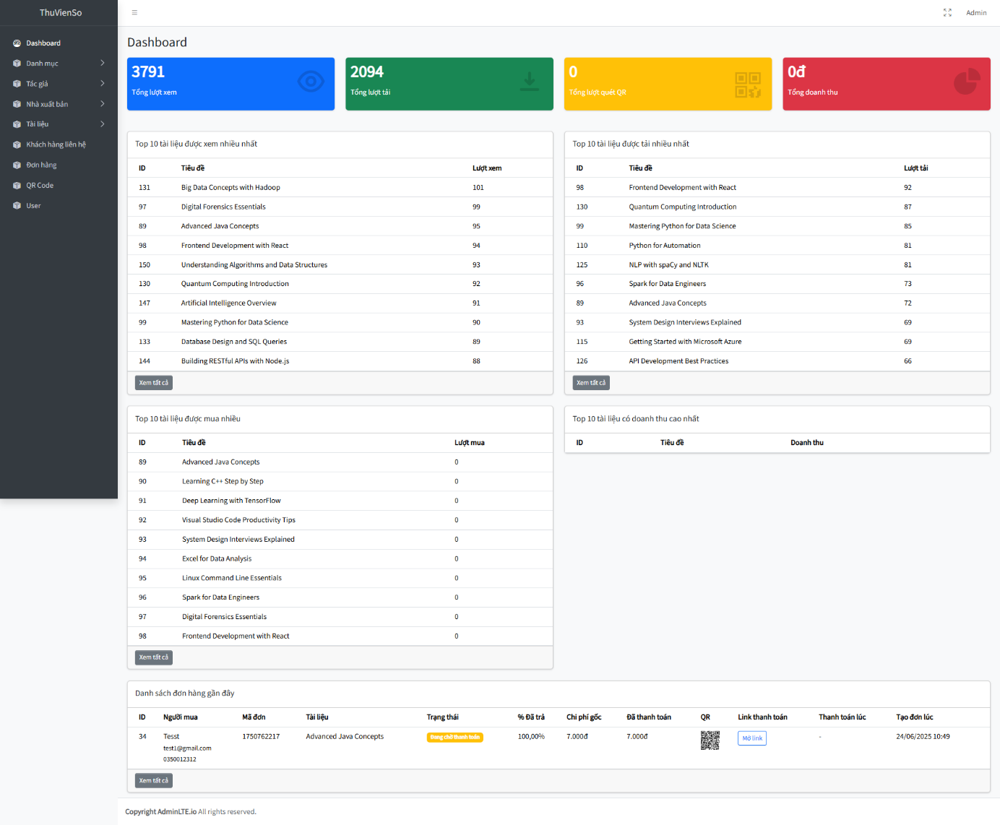 ThuVienSo
Admin
Dashboard
Danh mục
Tác giả
Nhà xuất bản
Tài liệu
Khách hàng liên hệ
Đơn hàng
QR Code
User
Dashboard
3791
Tổng lượt xem
2094
Tổng lượt tải
0
Tổng lượt quét QR
0đ
Tổng doanh thu
Top 10 tài liệu được xem nhiều nhất
ID Tiêu đề Lượt xem
131 Big Data Concepts with Hadoop 101
97 Digital Forensics Essentials 99
89 Advanced Java Concepts 95
98 Frontend Development with React 94
150 Understanding Algorithms and Data Structures 93
130 Quantum Computing Introduction 92
147 Artificial Intelligence Overview 91
99 Mastering Python for Data Science 90
133 Database Design and SQL Queries 89
144 Building RESTful APIs with Node.js 88
Xem tất cả
Top 10 tài liệu được tải nhiều nhất
ID Tiêu đề Lượt tải
98 Frontend Development with React 92
130 Quantum Computing Introduction 87
99 Mastering Python for Data Science 85
110 Python for Automation 81
125 NLP with spaCy and NLTK 81
96 Spark for Data Engineers 73
89 Advanced Java Concepts 72
93 System Design Interviews Explained 69
115 Getting Started with Microsoft Azure 69
126 API Development Best Practices 66
Xem tất cả
Top 10 tài liệu được mua nhiều
ID Tiêu đề Lượt mua
89 Advanced Java Concepts 0
90 Learning C++ Step by Step 0
91 Deep Learning with TensorFlow 0
92 Visual Studio Code Productivity Tips 0
93 System Design Interviews Explained 0
94 Excel for Data Analysis 0
95 Linux Command Line Essentials 0
96 Spark for Data Engineers 0
97 Digital Forensics Essentials 0
98 Frontend Development with React 0
Xem tất cả
Top 10 tài liệu có doanh thu cao nhất
ID Tiêu đề Doanh thu
Danh sách đơn hàng gần đây
ID Người mua Mã đơn Tài liệu Trạng thái % Đã trả Chi phí gốc Đã thanh toán QR Link thanh toán Thanh toán lúc Tạo đơn lúc
34 Tesst 1750762217 Advanced Java Concepts Đang chờ thanh toán 100,00% 7.000đ 7.000đ Mở link - 24/06/2025 10:49
test1@gmail.com
0350012312
Xem tất cả
Copyright AdminLTE.io All rights reserved.